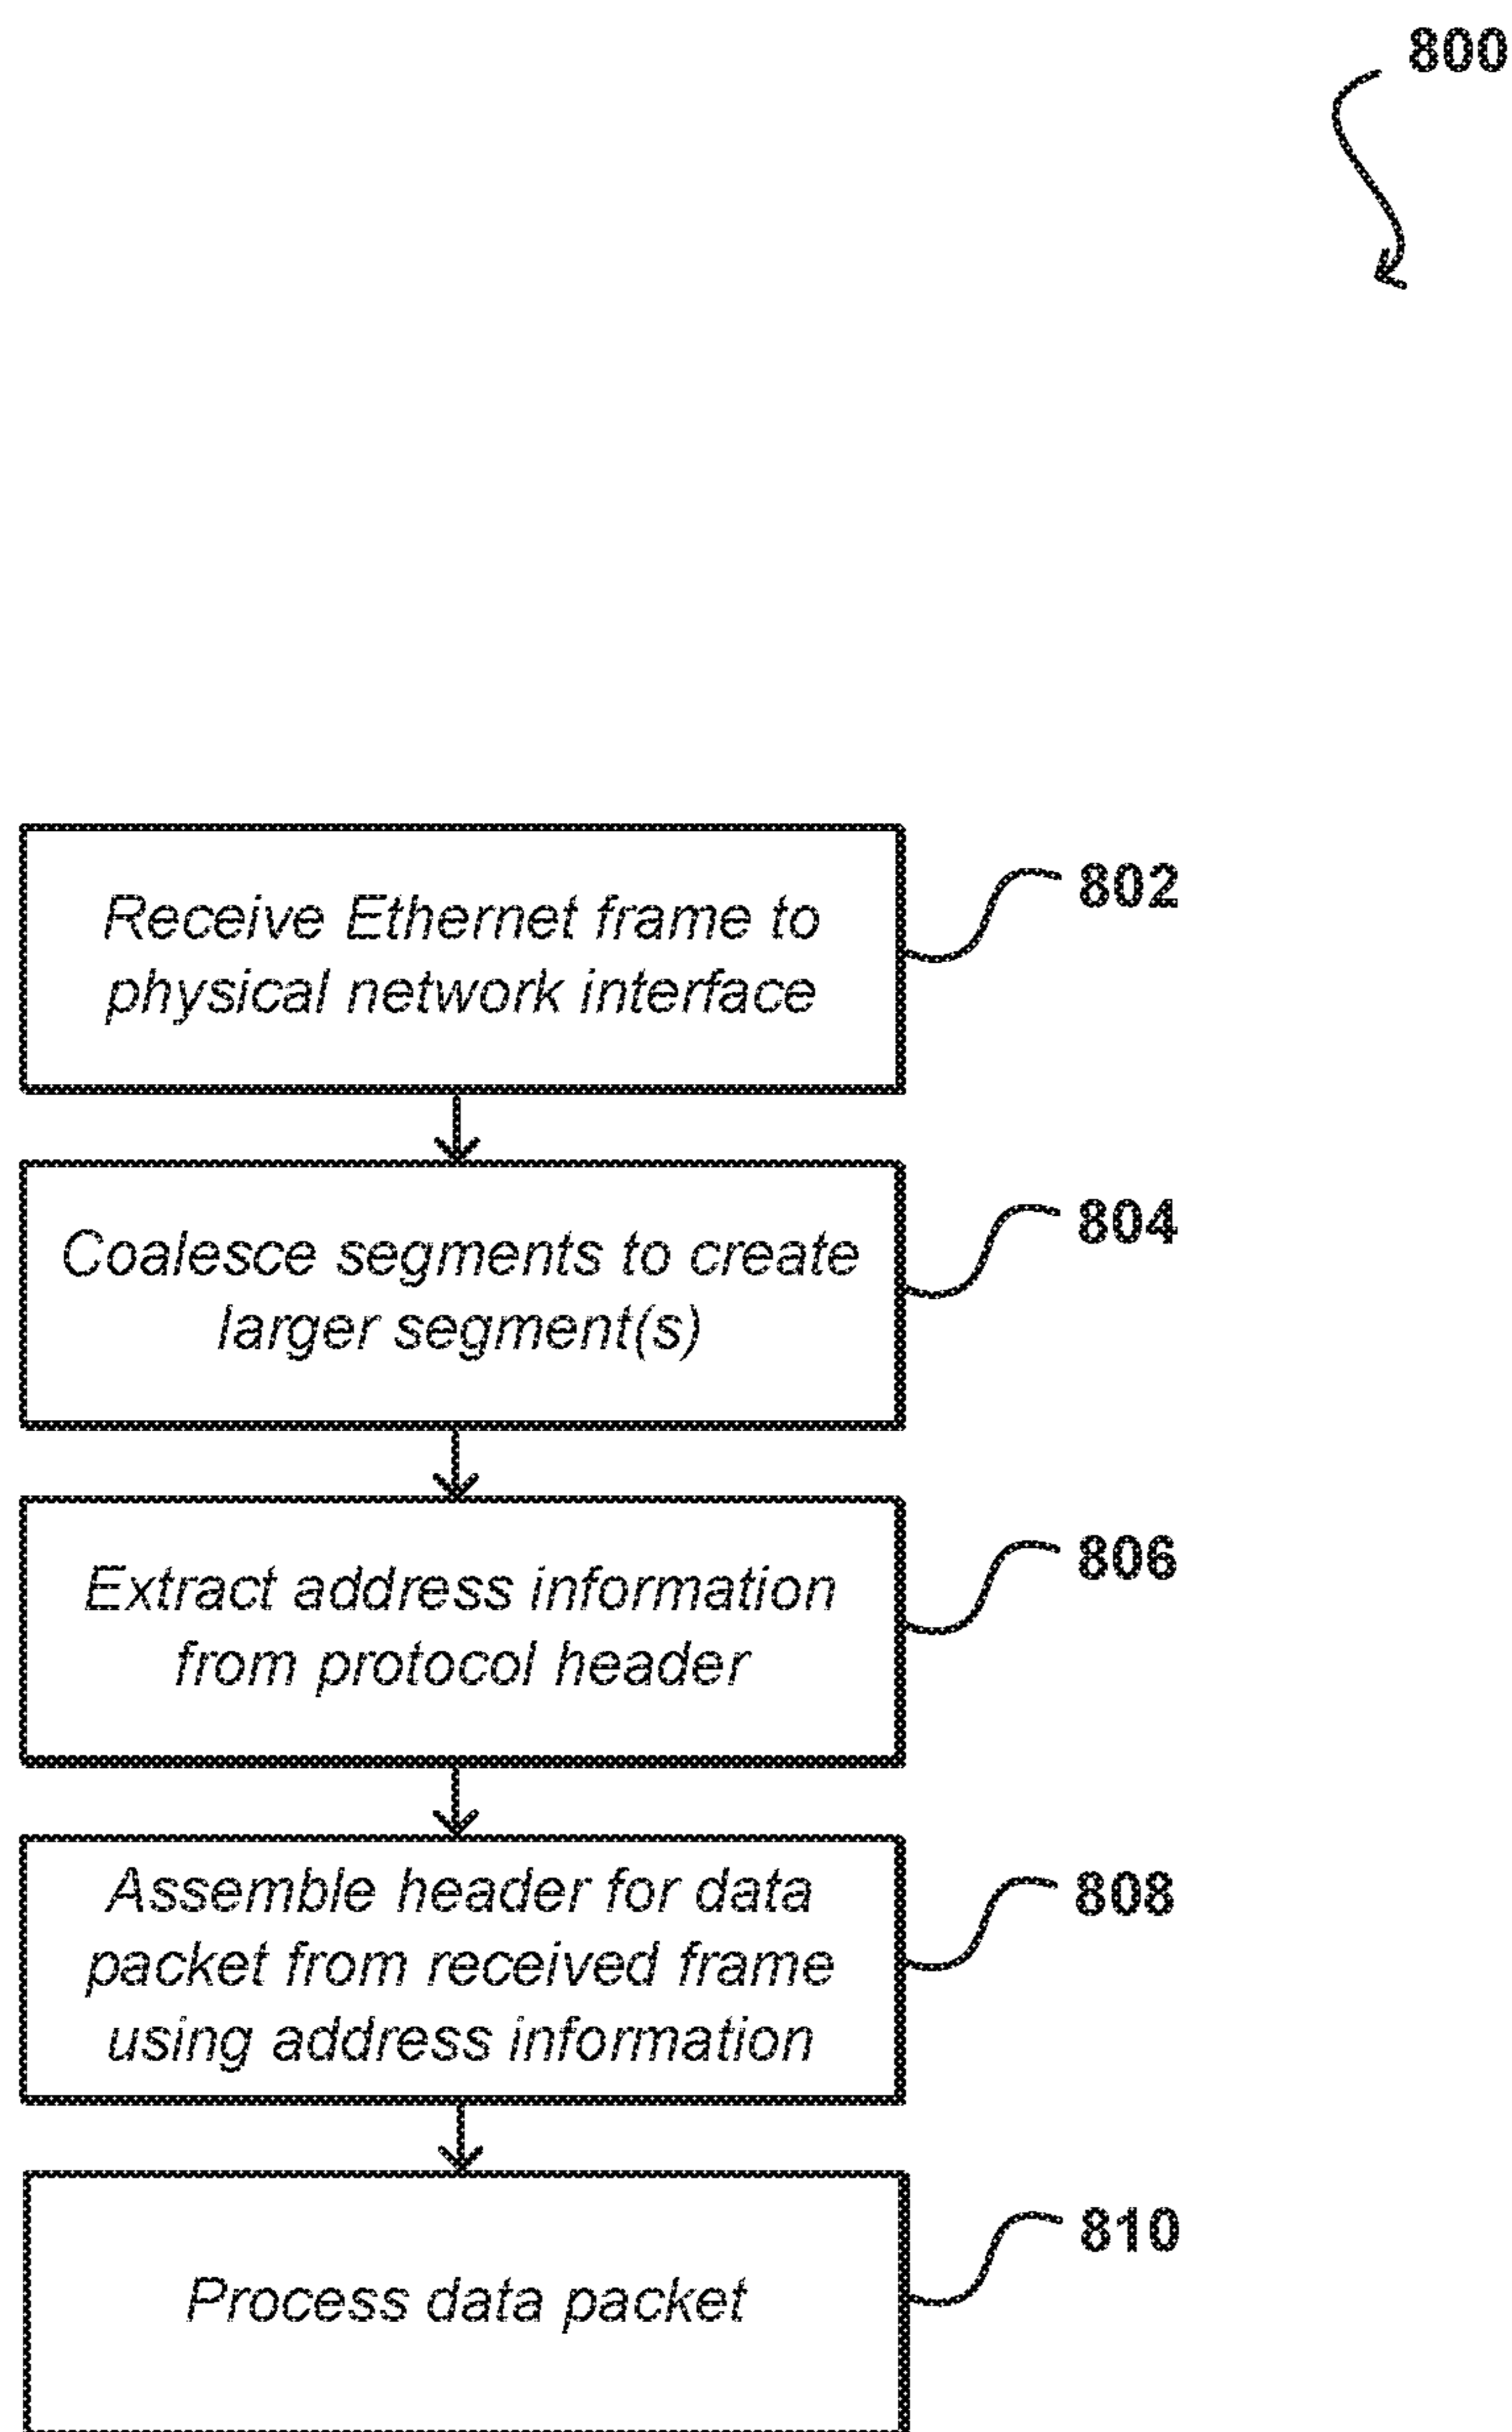 800
Receive Ethernet frame to
physical network interface
802
Coalesce segments to create
larger segment(s)
804
Extract address information
from protocol header
806
Assemble header for data
packet from received frame
using address information
808
Process data packet
810